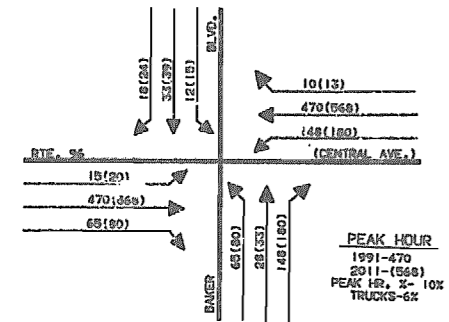 BLVD.
18(26)
33(39)
12(15)
10(13)
470(568)
148(180)
RTE. 96
(CENTRAL AVE.)
15(20)
470(568)
65(80)
65(80)
28(33)
148(180)
BAKER
PEAK HOUR
1991-470
2011-(568)
PEAK HR. %- 10%
TRUCKS-6%